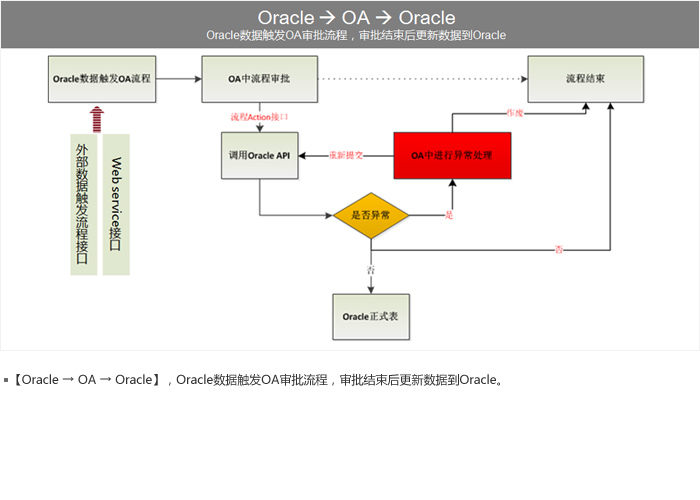 Oracle → OA → Oracle
Oracle数据触发OA审批流程，审批结束后更新数据到Oracle
Oracle数据触发OA流程
OA中流程审批
流程结束
流程Action接口
作废
外部数据触发流程接口
Web service接口
调用Oracle API
重新提交
OA中进行异常处理
是否异常
是
否
否
Oracle正式表
【Oracle → OA → Oracle】，Oracle数据触发OA审批流程，审批结束后更新数据到Oracle。